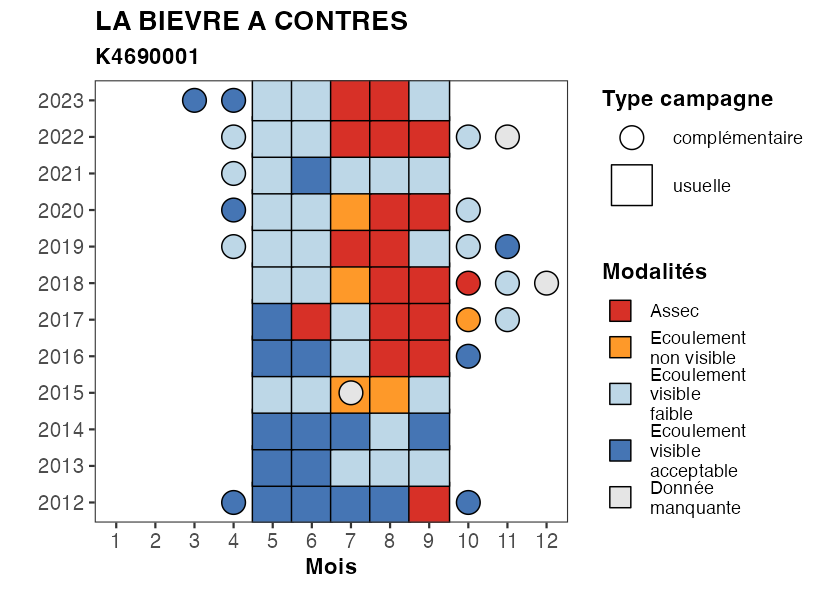 LA BIEVRE A CONTRES
K4690001
2023
2022
2021
2020
2019
2018
2017
2016
2015
2014
2013
2012
1 2 3 4 5 6 7 8 9 10 11 12
Mois
Type campagne
complémentaire
usuelle
Modalités
Assec
Ecoulement
non visible
Ecoulement
visible
faible
Ecoulement
visible
acceptable
Donnée
manquante